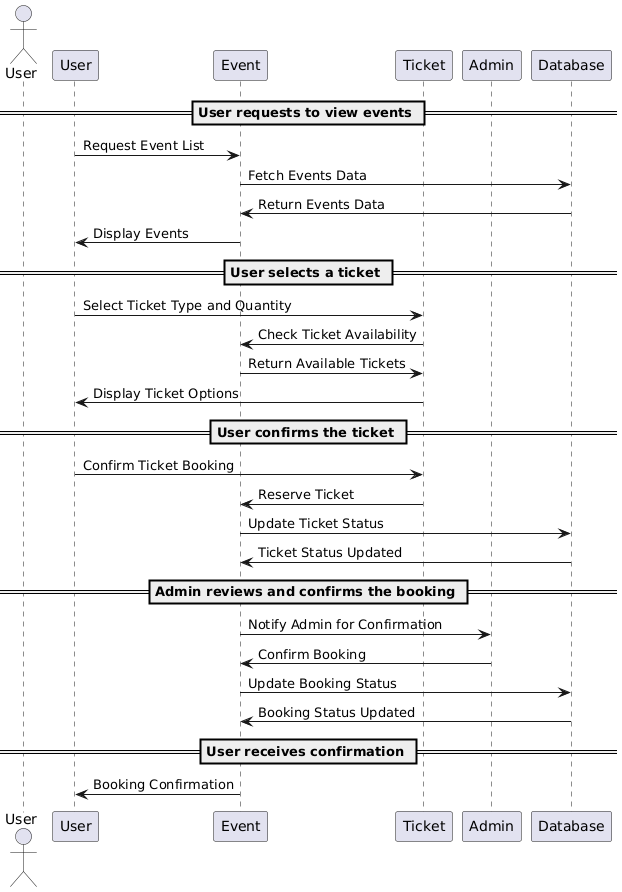 User
User Event Ticket Admin Database
User requests to view events
Request Event List
Fetch Events Data
Return Events Data
Display Events
User selects a ticket
Select Ticket Type and Quantity
Check Ticket Availability
Return Available Tickets
Display Ticket Options
User confirms the ticket
Confirm Ticket Booking
Reserve Ticket
Update Ticket Status
Ticket Status Updated
Admin reviews and confirms the booking
Notify Admin for Confirmation
Confirm Booking
Update Booking Status
Booking Status Updated
User receives confirmation
Booking Confirmation
User
User Event Ticket Admin Database